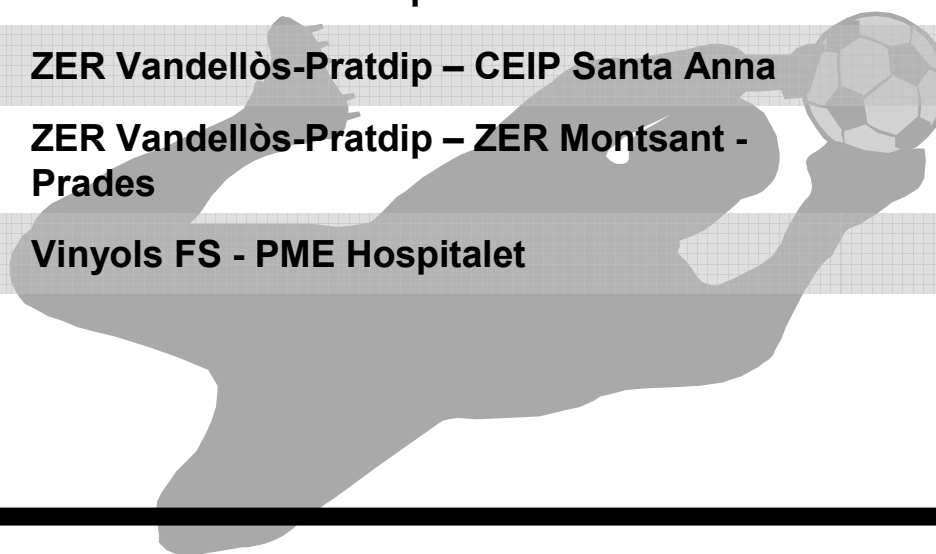 ZER Vandellòs-Pratdip – CEIP Santa Anna
ZER Vandellòs-Pratdip – ZER Montsant -
Prades
Vinyols FS - PME Hospitalet